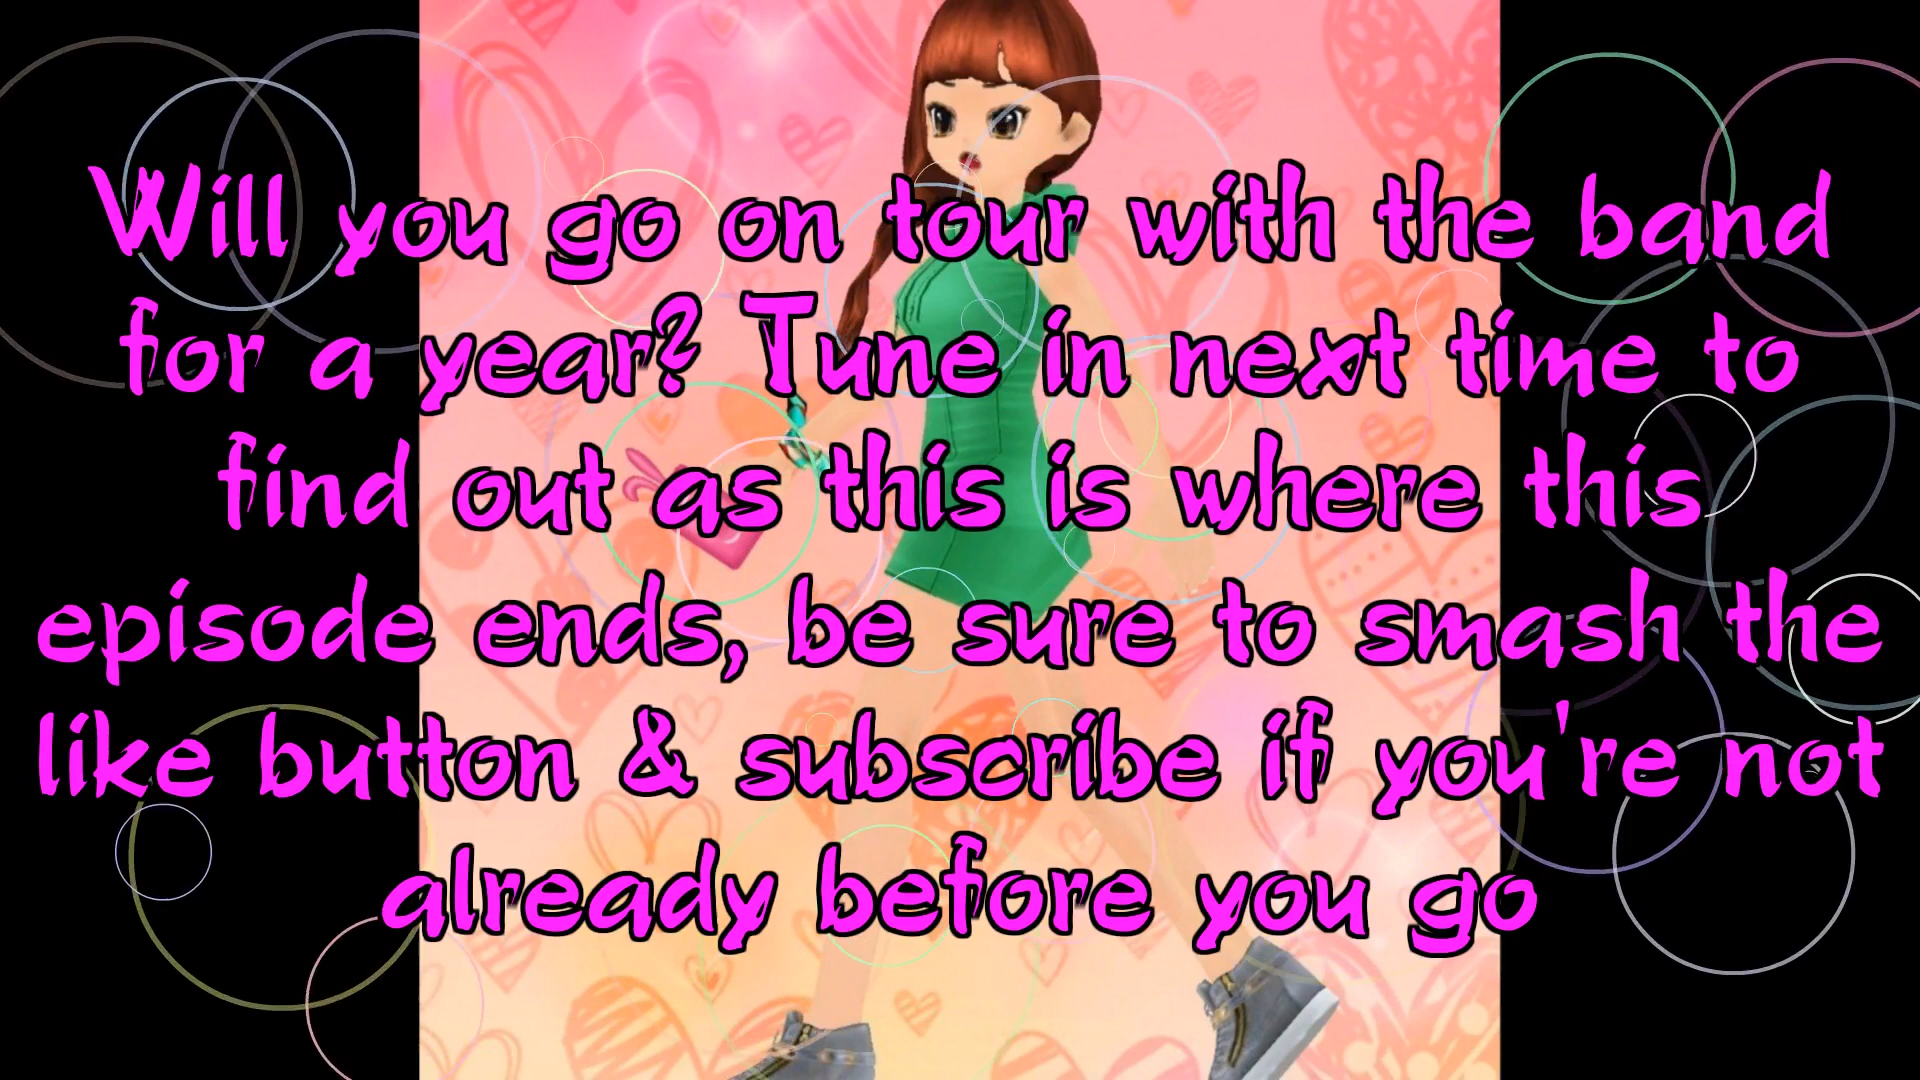 Will you go on tour with the band
for a year? Tune in next time to
find out as this is where this
episode ends, be sure to smash the
like button & subscribe if you're not
already before you go